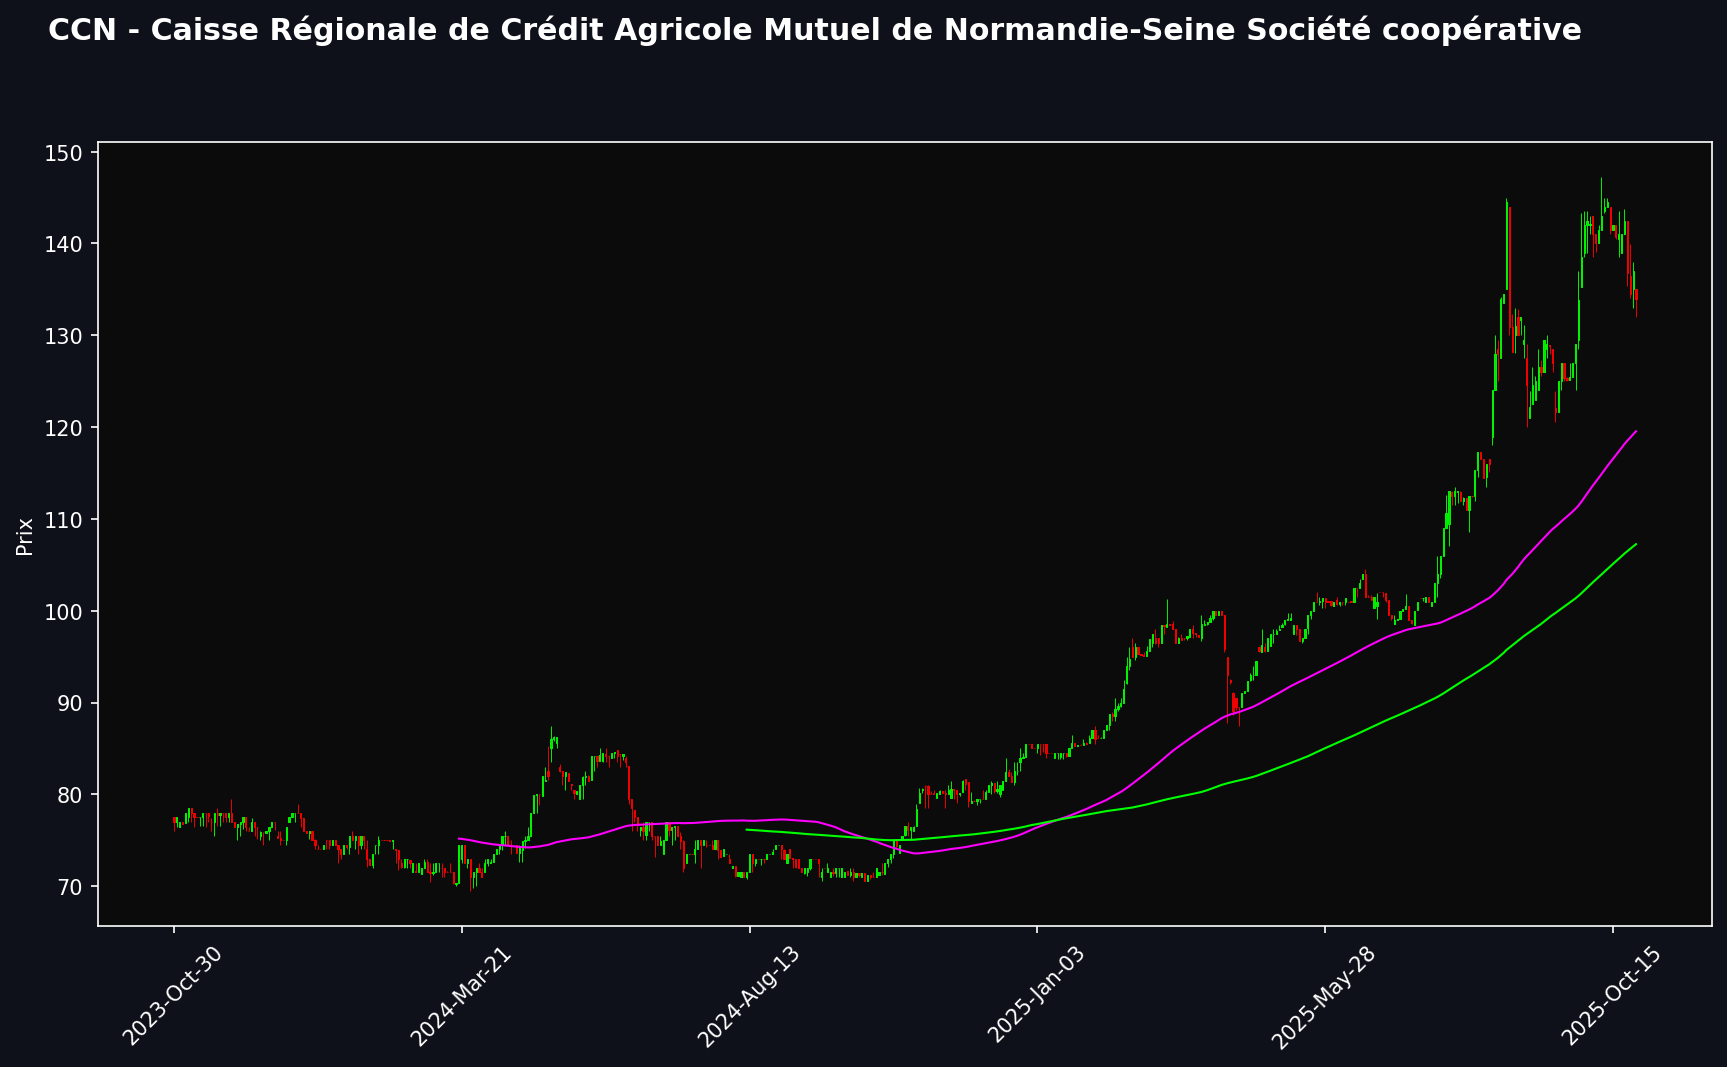 CCN - Caisse Régionale de Crédit Agricole Mutuel de Normandie-Seine Société coopérative
150
140
130
120
110
100
90
80
70
Prix
2023-Oct-30
2024-Mar-21
2024-Aug-13
2025-Jan-03
2025-May-28
2025-Oct-15